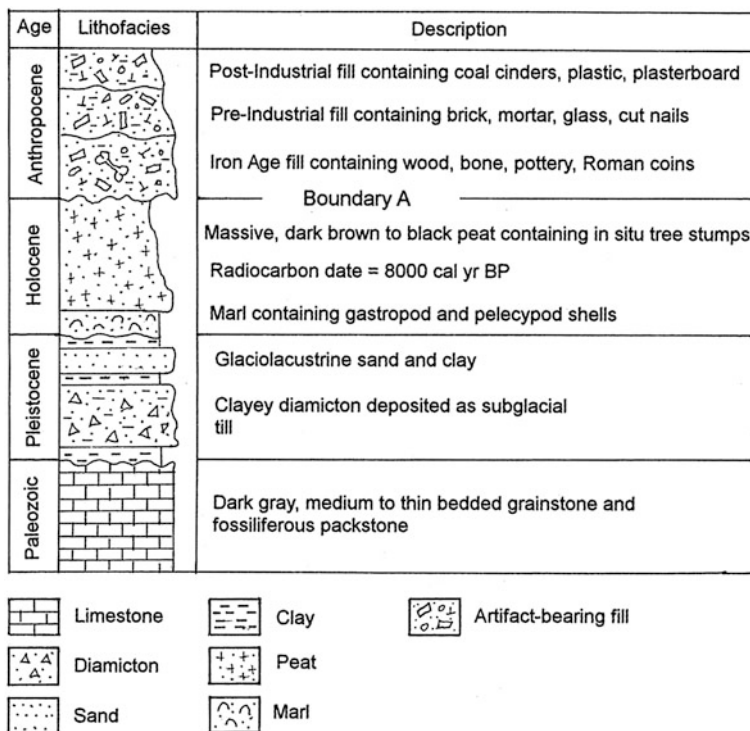 Age Lithofacies Description
Anthropocene
Post-Industrial fill containing coal cinders, plastic, plasterboard
Pre-Industrial fill containing brick, mortar, glass, cut nails
Iron Age fill containing wood, bone, pottery, Roman coins
Boundary A
Holocene
Massive, dark brown to black peat containing in situ tree stumps
Radiocarbon date = 8000 cal yr BP
Marl containing gastropod and pelecypod shells
Pleistocene
Glaciolacustrine sand and clay
Clayey diamicton deposited as subglacial
till
Paleozoic
Dark gray, medium to thin bedded grainstone and
fossiliferous packstone
Limestone Clay Artifact-bearing fill
Diamicton Peat
Sand Marl